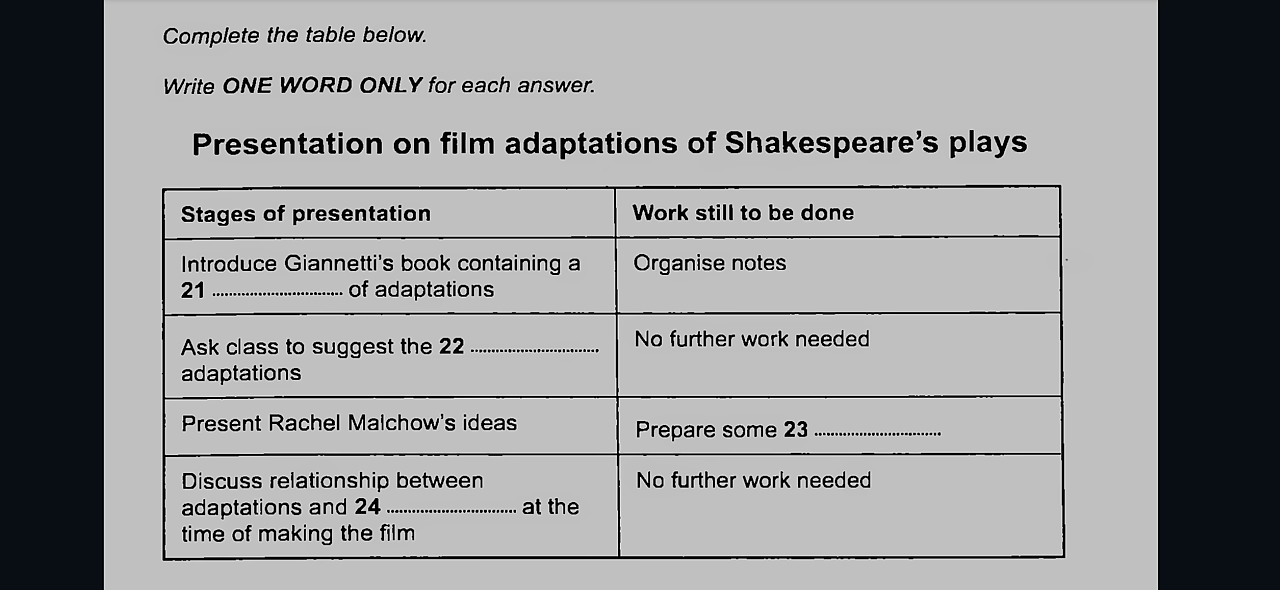 Complete the table below.
Write ONE WORD ONLY for each answer.
Presentation on film adaptations of Shakespeare's plays
Stages of presentation
Work still to be done
Introduce Giannetti's book containing a
21 ................................ of adaptations
Organise notes
Ask class to suggest the 22 ................................
adaptations
No further work needed
Present Rachel Malchow's ideas
Prepare some 23 ................................
Discuss relationship between
adaptations and 24 ................................ at the
time of making the film
No further work needed